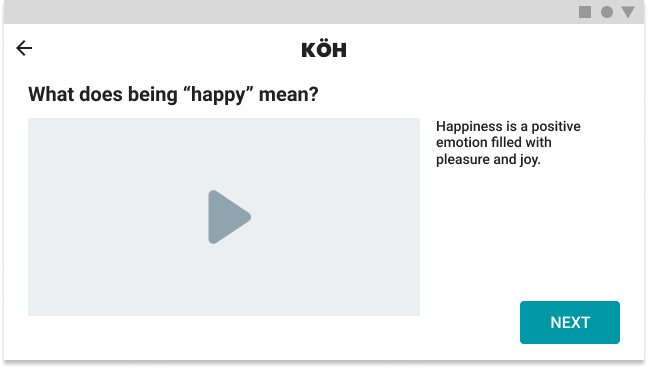 KÖH
What does being “happy” mean?
Happiness is a positive
emotion filled with
pleasure and joy.
NEXT